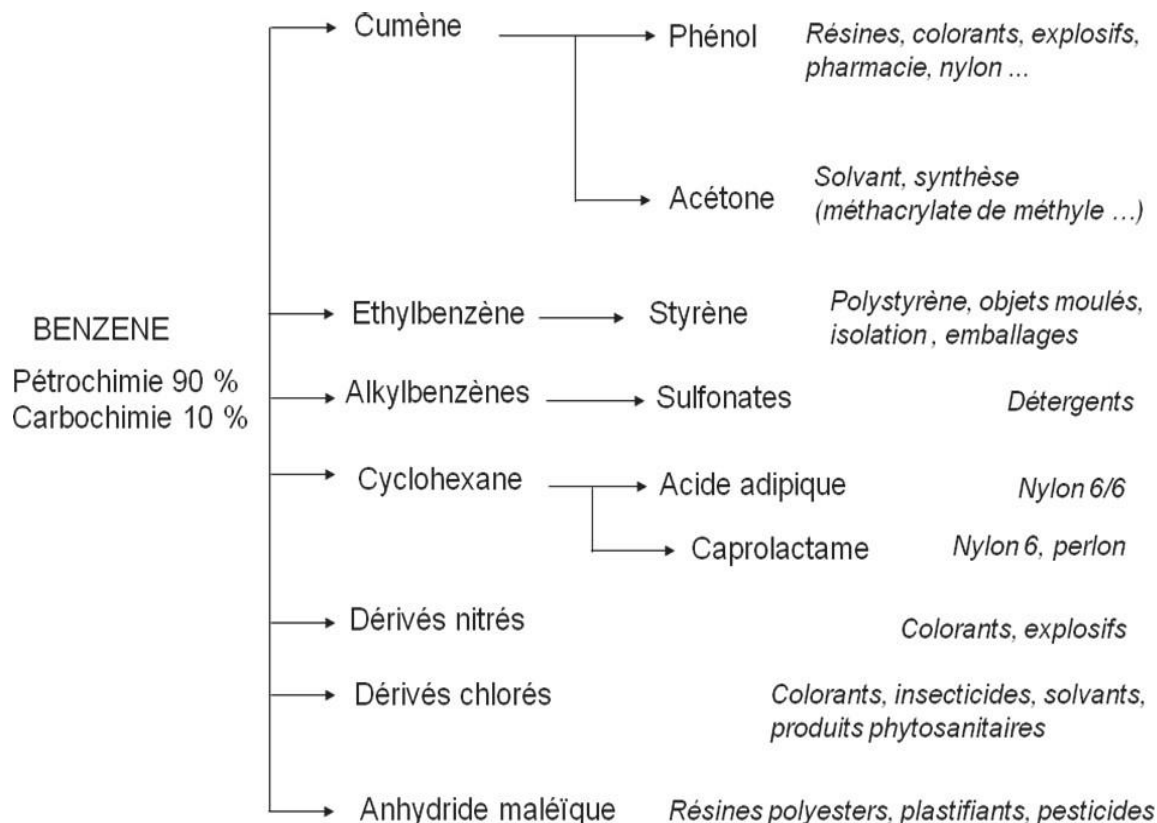 Cumène
Phénol
Résines, colorants, explosifs,
pharmacie, nylon ...
Acétone
Solvant, synthèse
(méthacrylate de méthyle ...)
BENZENE
Pétrochimie 90 %
Carbochimie 10 %
Ethylbenzène
Styrène
Polystyrène, objets moulés,
isolation , emballages
Alkylbenzènes
Sulfonates
Détergents
Cyclohexane
Acide adipique
Nylon 6/6
Caprolactame
Nylon 6, perlon
Dérivés nitrés
Colorants, explosifs
Dérivés chlorés
Colorants, insecticides, solvants,
produits phytosanitaires
Anhydride maléïque
Résines polyesters, plastifiants, pesticides